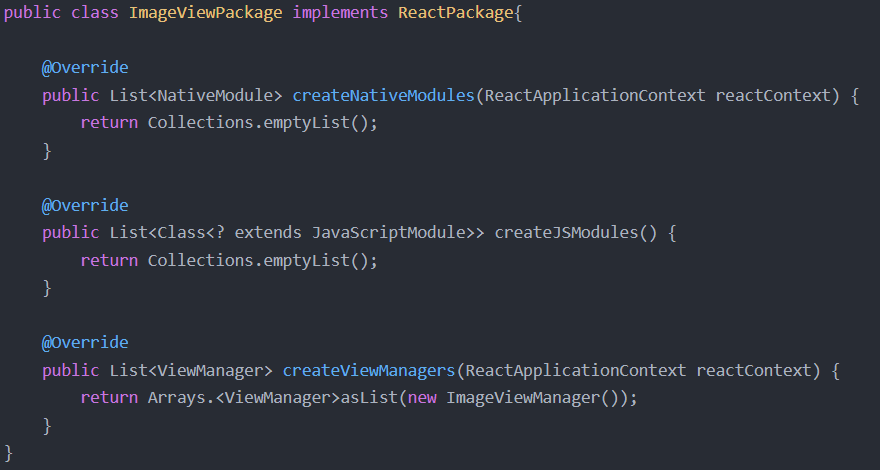 public class ImageViewPackage implements ReactPackage{
@Override
public List<NativeModule> createNativeModules(ReactApplicationContext reactContext) {
return Collections.emptyList();
}
@Override
public List<Class<? extends JavaScriptModule>> createJSModules() {
return Collections.emptyList();
}
@Override
public List<ViewManager> createViewManagers(ReactApplicationContext reactContext) {
return Arrays.<ViewManager>asList(new ImageViewManager());
}
}